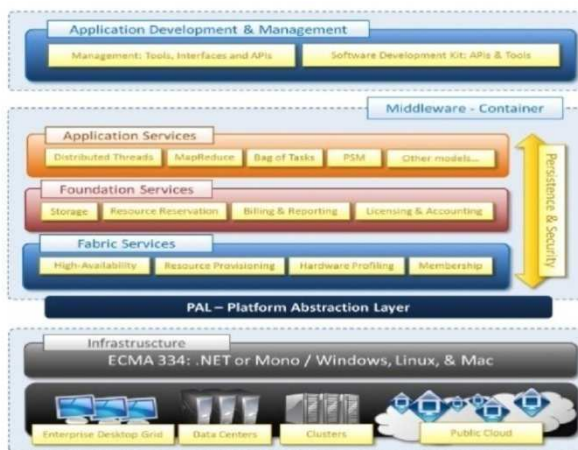 Application Development & Management
Management: Tools, Interfaces and APIs
Software Development Kit: APIs & Tools
Middleware - Container
Application Services
Distributed Threads
MapReduce
Bag of Tasks
PSM
Other models...
Persistence & Security
Foundation Services
Storage
Resource Reservation
Billing & Reporting
Licensing & Accounting
Fabric Services
High-Availability
Resource Provisioning
Hardware Profiling
Membership
PAL – Platform Abstraction Layer
Infrastructure
ECMA 334: .NET or Mono / Windows, Linux, & Mac
Enterprise Desktop Grid
Data Centers
Clusters
Public Cloud